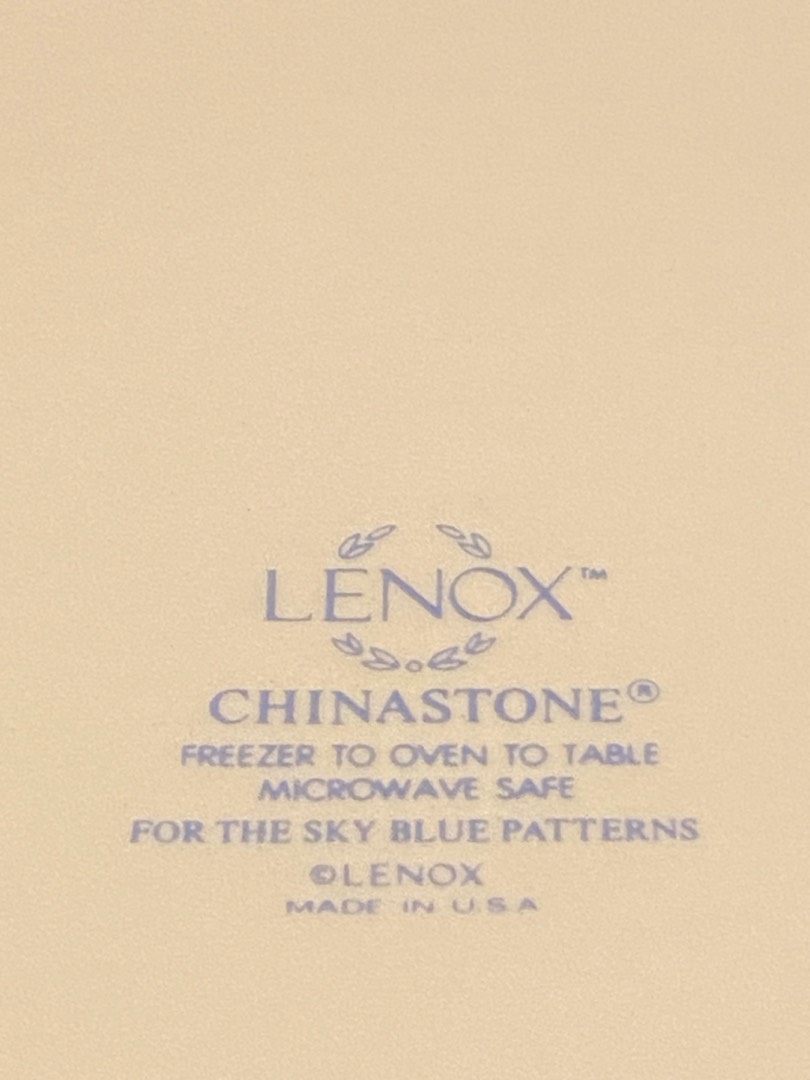 LENOX™
CHINASTONE®
FREEZER TO OVEN TO TABLE
MICROWAVE SAFE
FOR THE SKY BLUE PATTERNS
©LENOX
MADE IN U.S.A